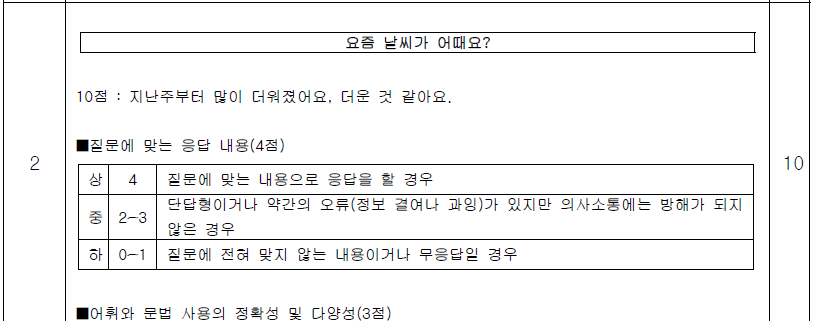 요즘 날씨가 어때요?
10점 : 지난주부터 많이 더워졌어요. 더운 것 같아요.
■질문에 맞는 응답 내용(4점)
2
10
상 4 질문에 맞는 내용으로 응답을 할 경우
중 2-3 단답형이거나 약간의 오류(정보 결여나 과잉)가 있지만 의사소통에는 방해가 되지
않은 경우
하 0-1 질문에 전혀 맞지 않는 내용이거나 무응답일 경우
■어휘와 문법 사용의 정확성 및 다양성(3점)